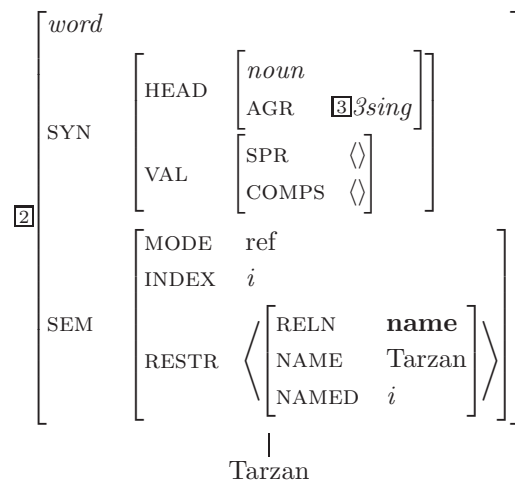 word
HEAD noun
AGR 3 3sing
SYN
VAL SPR ⟨⟩
COMPS ⟨⟩
2
MODE ref
INDEX i
SEM
RELN name
RESTR ⟨ NAME Tarzan ⟩
NAMED i
Tarzan